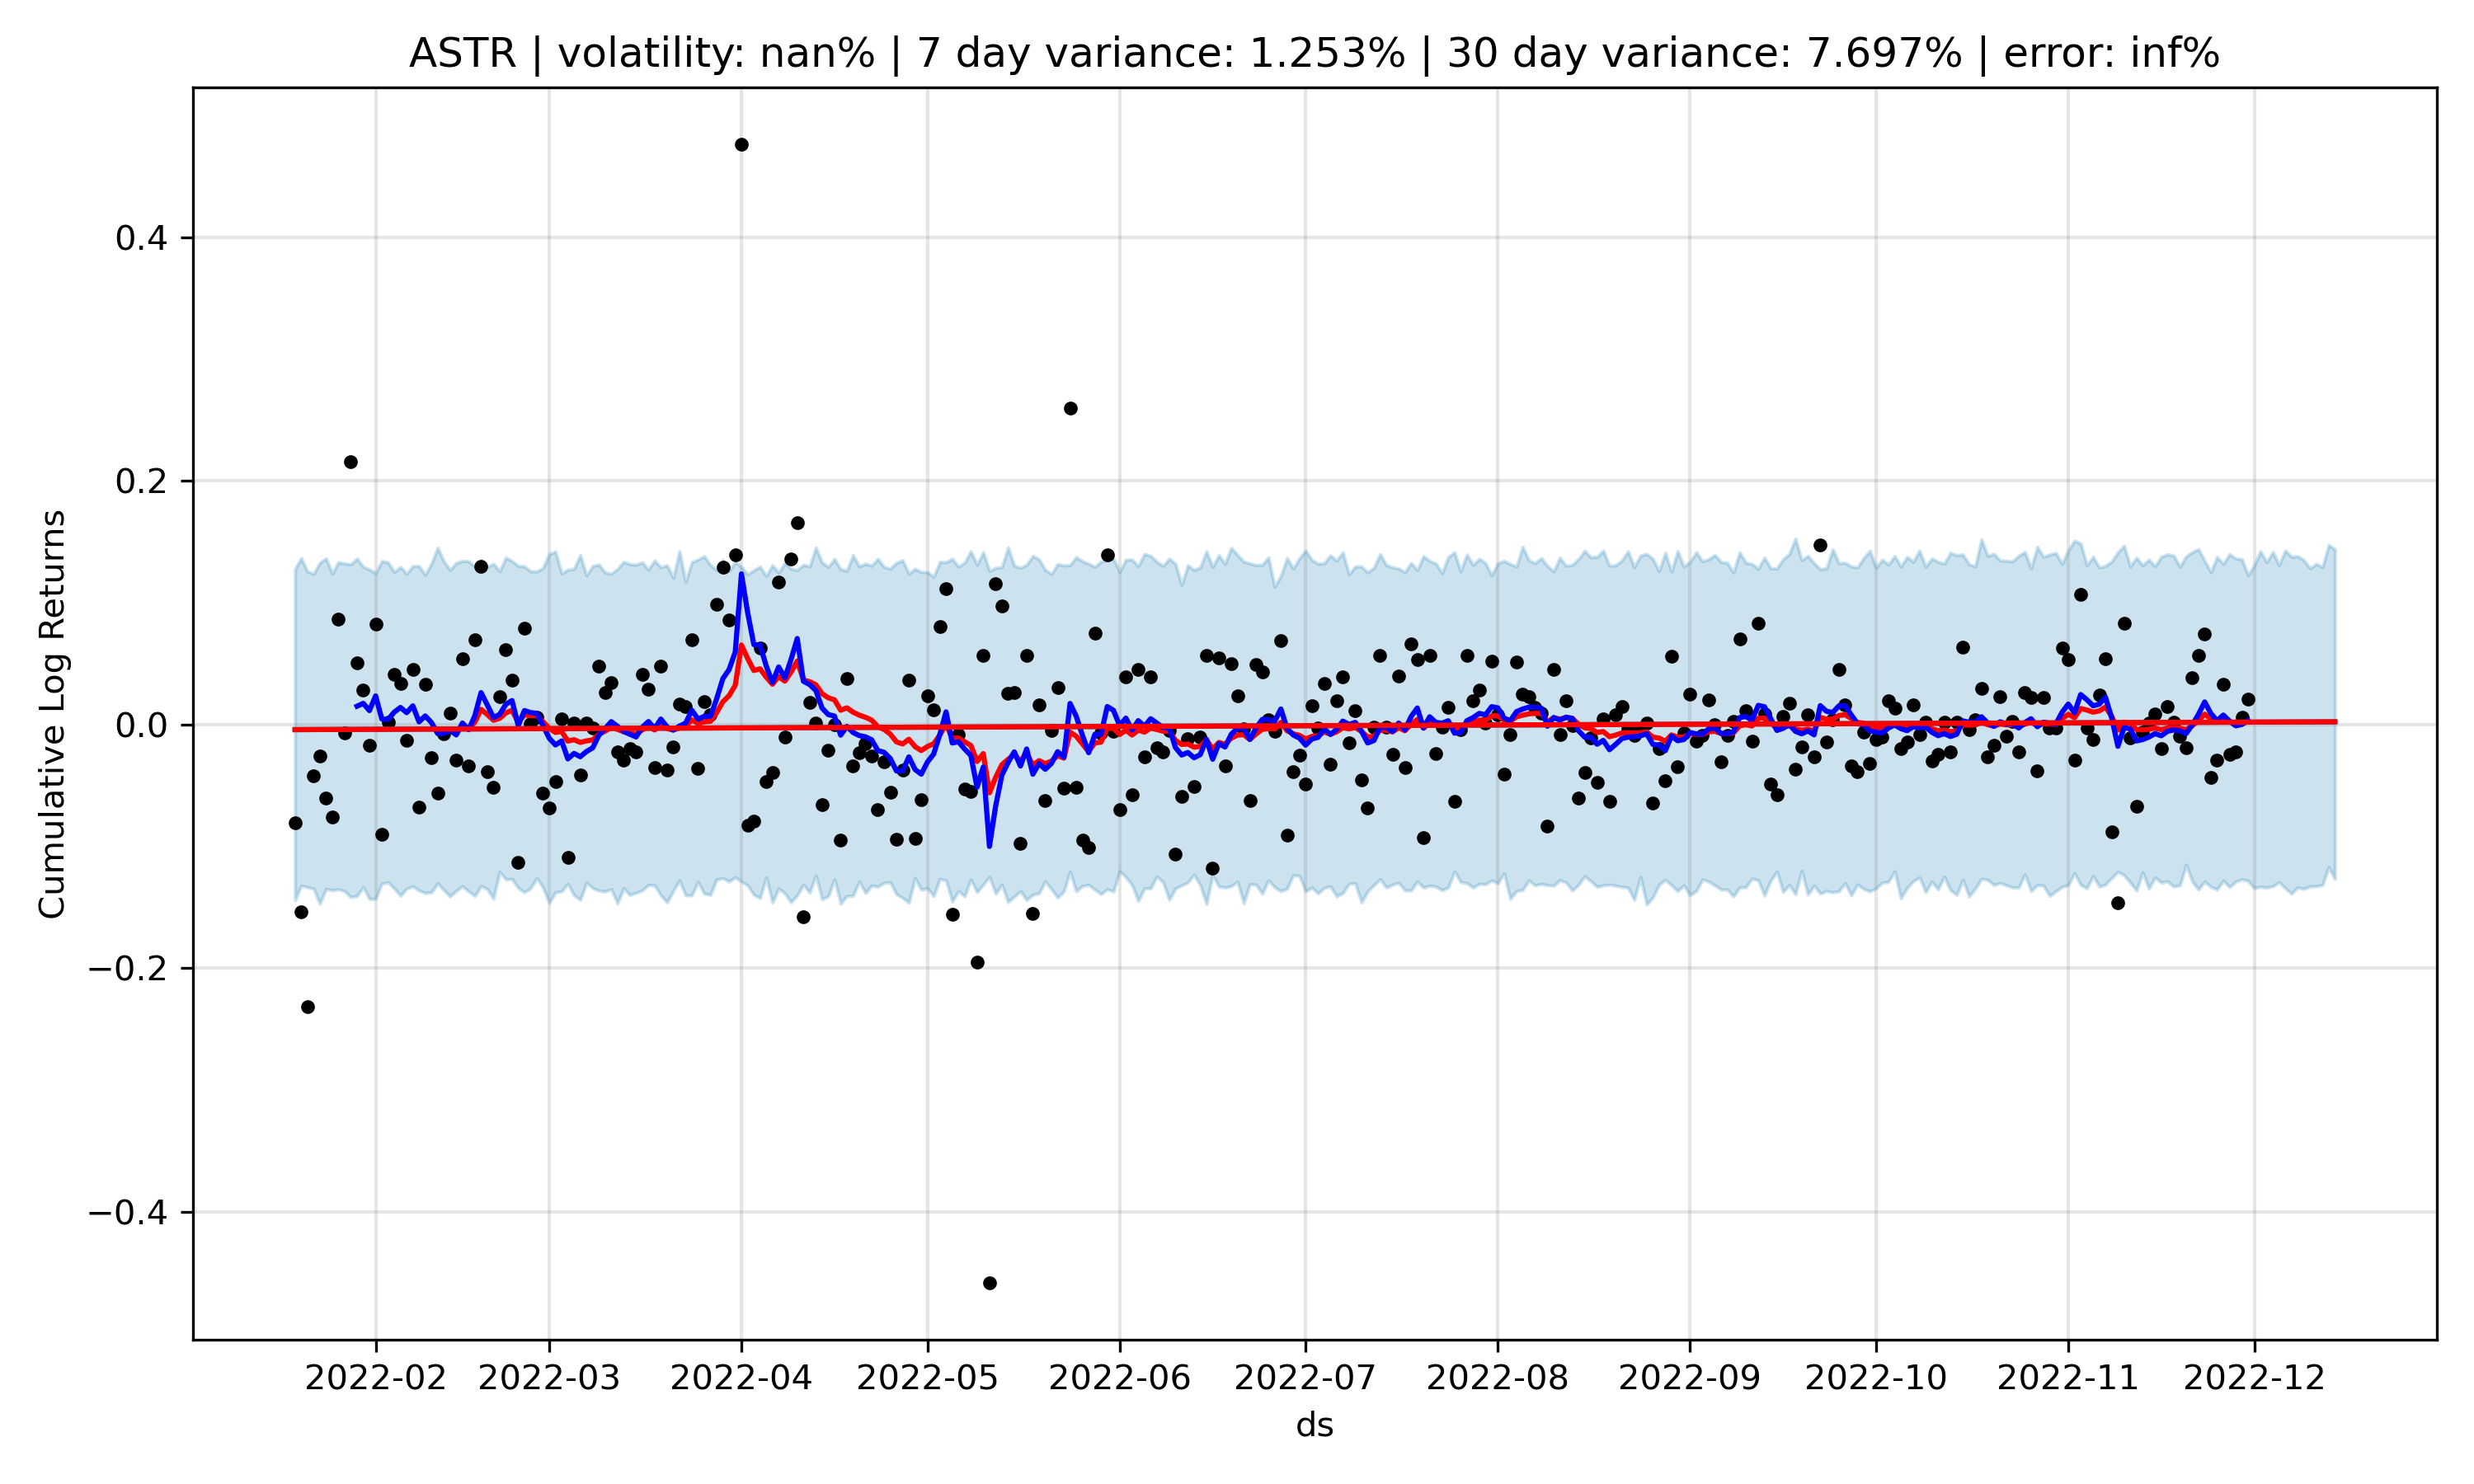 ASTR | volatility: nan% | 7 day variance: 1.253% | 30 day variance: 7.697% | error: inf%
Cumulative Log Returns
0.4
0.2
0.0
−0.2
−0.4
2022-02 2022-03 2022-04 2022-05 2022-06 2022-07 2022-08 2022-09 2022-10 2022-11 2022-12
ds